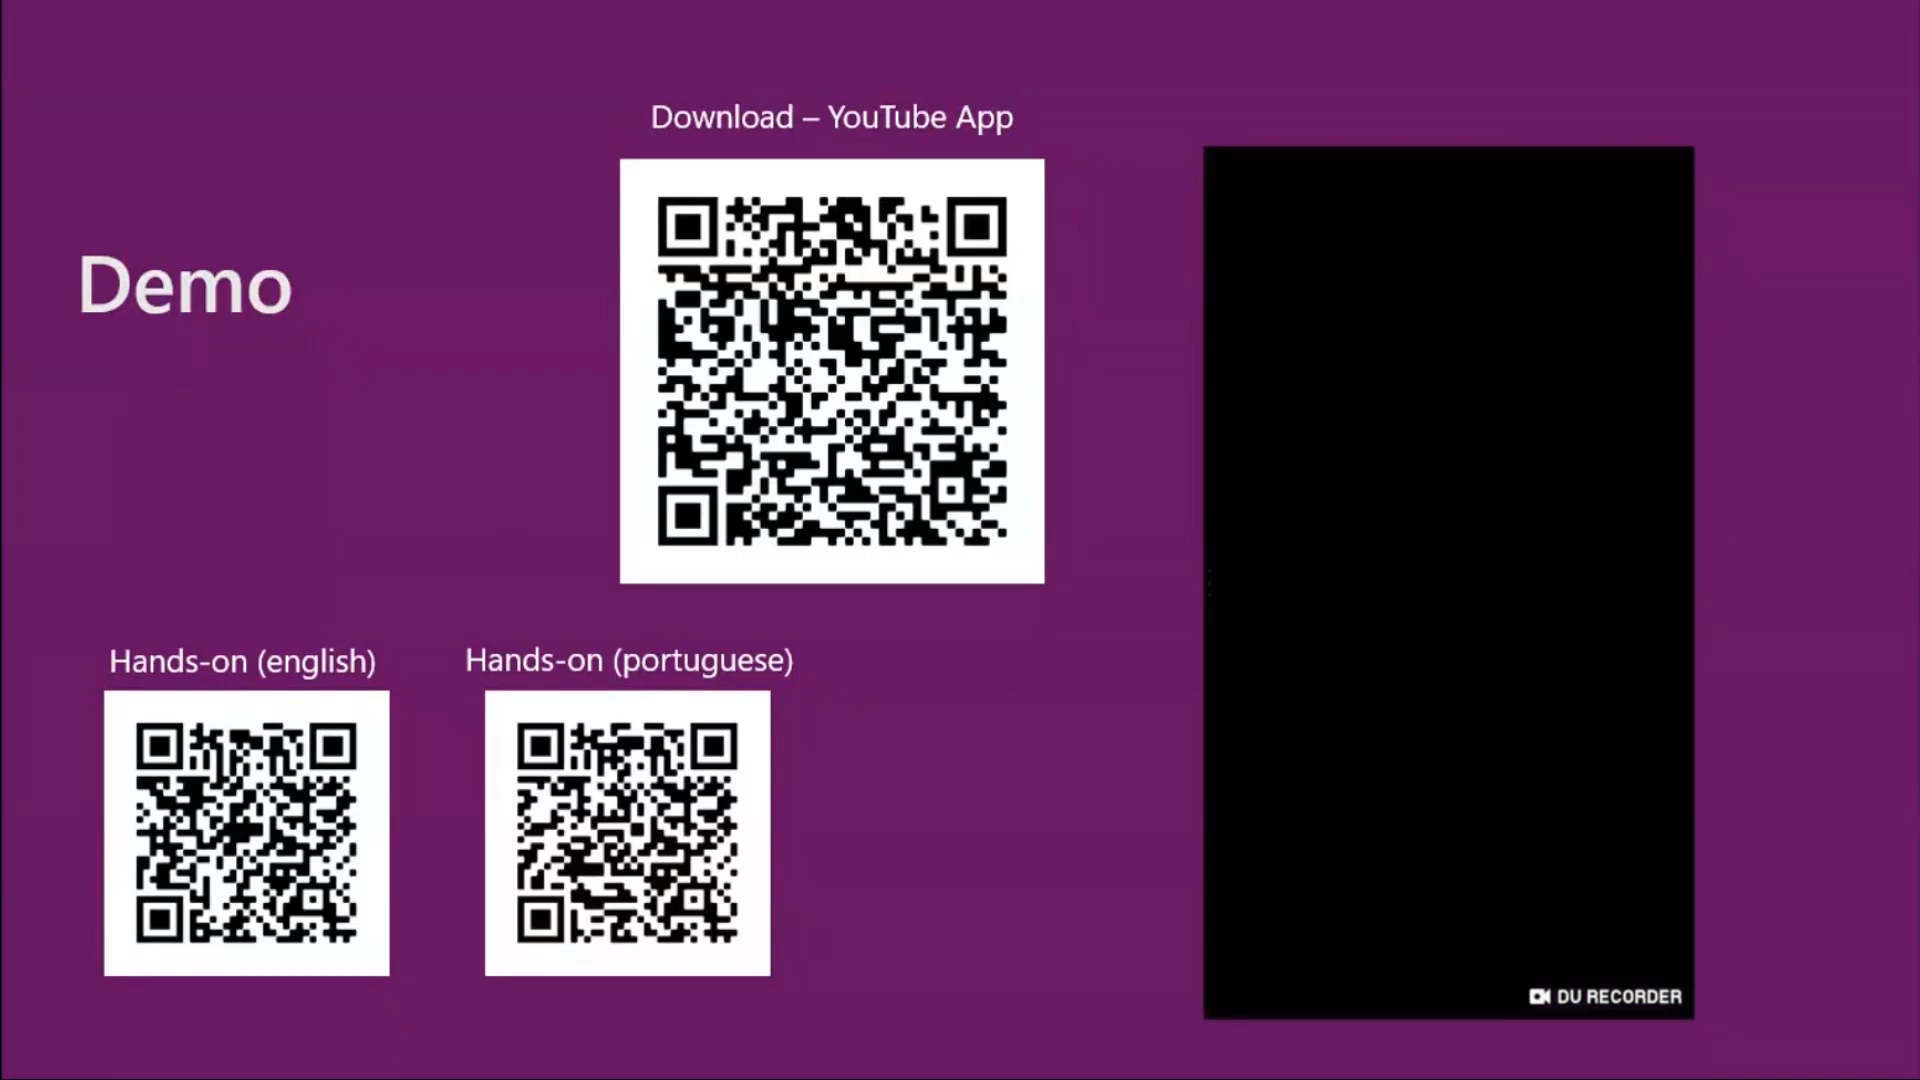 Download – YouTube App
Demo
Hands-on (english)
Hands-on (portuguese)
DU RECORDER